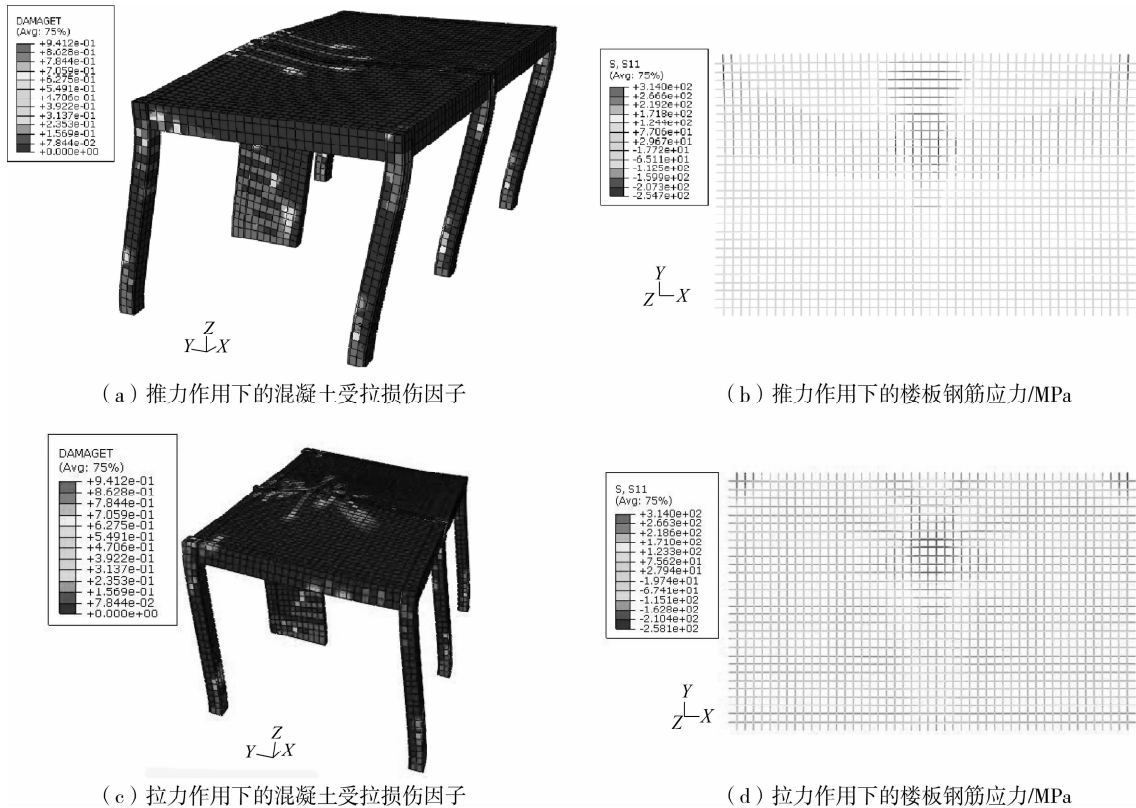 DAMAGET
(Avg: 75%)
+9.412e-01
+8.628e-01
+7.844e-01
+7.059e-01
+6.275e-01
+5.491e-01
+4.706e-01
+3.922e-01
+3.137e-01
+2.353e-01
+1.569e-01
+7.844e-02
+0.000e+00
Z
Y X
（a）推力作用下的混凝土受拉损伤因子
S, S11
(Avg: 75%)
+3.140e+02
+2.666e+02
+2.192e+02
+1.718e+02
+1.244e+02
+7.706e+01
+2.967e+01
-1.772e+01
-6.511e+01
-1.125e+02
-1.599e+02
-2.073e+02
-2.547e+02
Y
Z X
（b）推力作用下的楼板钢筋应力/MPa
DAMAGET
(Avg: 75%)
+9.412e-01
+8.628e-01
+7.844e-01
+7.059e-01
+6.275e-01
+5.491e-01
+4.706e-01
+3.922e-01
+3.137e-01
+2.353e-01
+1.569e-01
+7.844e-02
+0.000e+00
Z
Y X
（c）拉力作用下的混凝土受拉损伤因子
S, S11
(Avg: 75%)
+3.140e+02
+2.663e+02
+2.186e+02
+1.710e+02
+1.233e+02
+7.562e+01
+2.794e+01
-1.974e+01
-6.741e+01
-1.151e+02
-1.628e+02
-2.104e+02
-2.581e+02
Y
Z X
（d）拉力作用下的楼板钢筋应力/MPa